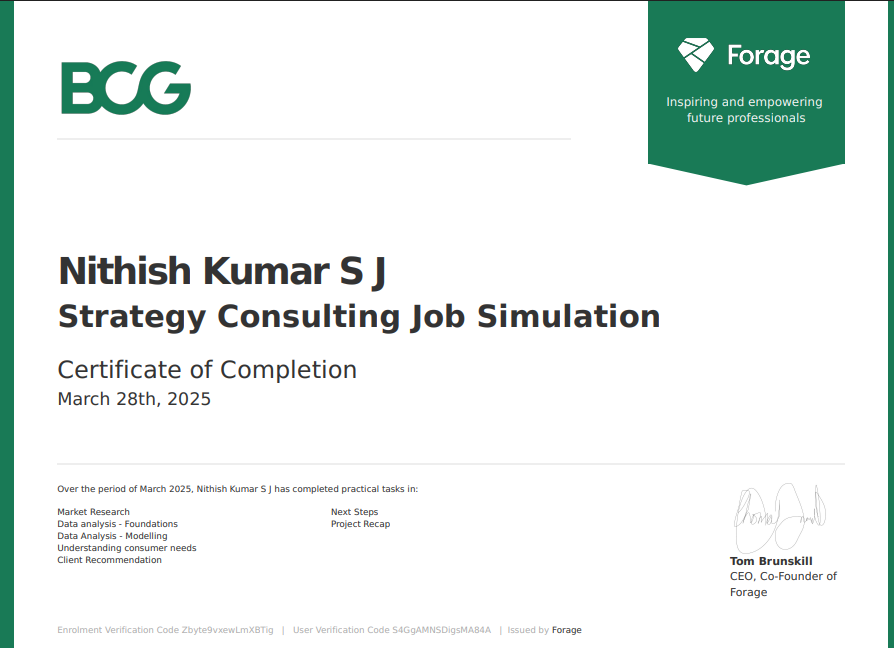 BCG
Forage
Inspiring and empowering
future professionals
Nithish Kumar S J
Strategy Consulting Job Simulation
Certificate of Completion
March 28th, 2025
Over the period of March 2025, Nithish Kumar S J has completed practical tasks in:
Market Research
Data analysis - Foundations
Data Analysis - Modelling
Understanding consumer needs
Client Recommendation
Next Steps
Project Recap
Tom Brunskill
CEO, Co-Founder of
Forage
Enrolment Verification Code Zbyte9vxewLmXBTig | User Verification Code S4GgAMNSDigsMA84A | Issued by Forage